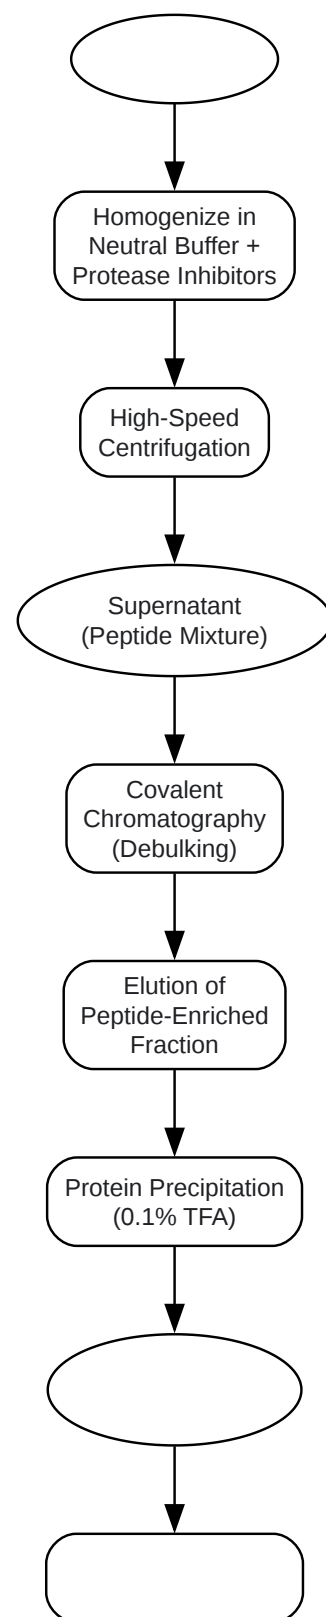 Homogenize in
Neutral Buffer +
Protease Inhibitors
High-Speed
Centrifugation
Supernatant
(Peptide Mixture)
Covalent
Chromatography
(Debulking)
Elution of
Peptide-Enriched
Fraction
Protein Precipitation
(0.1% TFA)